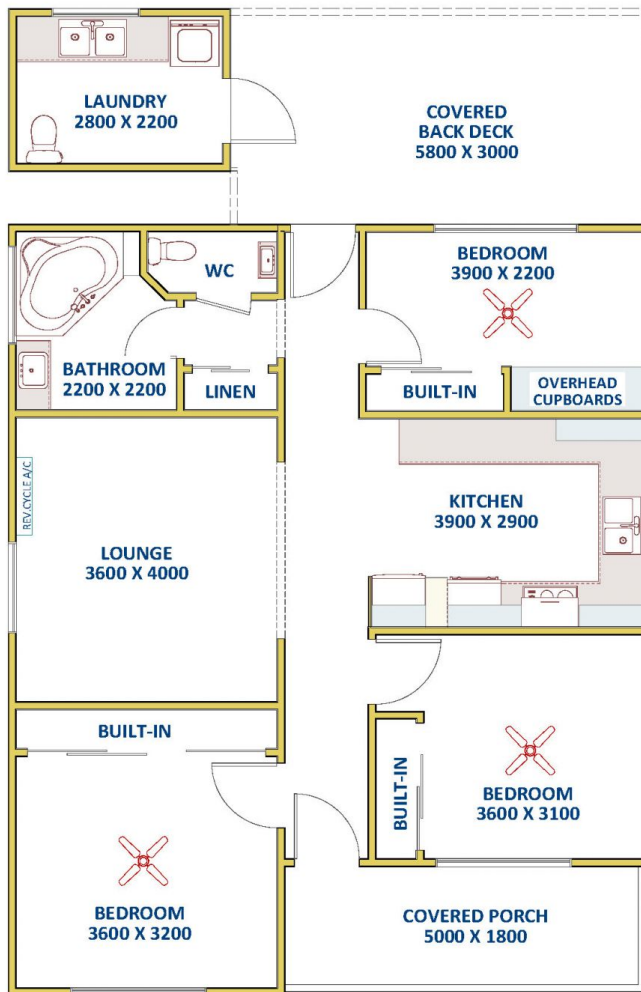 LAUNDRY
2800 X 2200
COVERED
BACK DECK
5800 X 3000
WC
BEDROOM
3900 X 2200
BATHROOM
2200 X 2200
LINEN
BUILT-IN
OVERHEAD
CUPBOARDS
REV.CYCLE A/C
LOUNGE
3600 X 4000
KITCHEN
3900 X 2900
BUILT-IN
BUILT-IN
BEDROOM
3600 X 3100
BEDROOM
3600 X 3200
COVERED PORCH
5000 X 1800